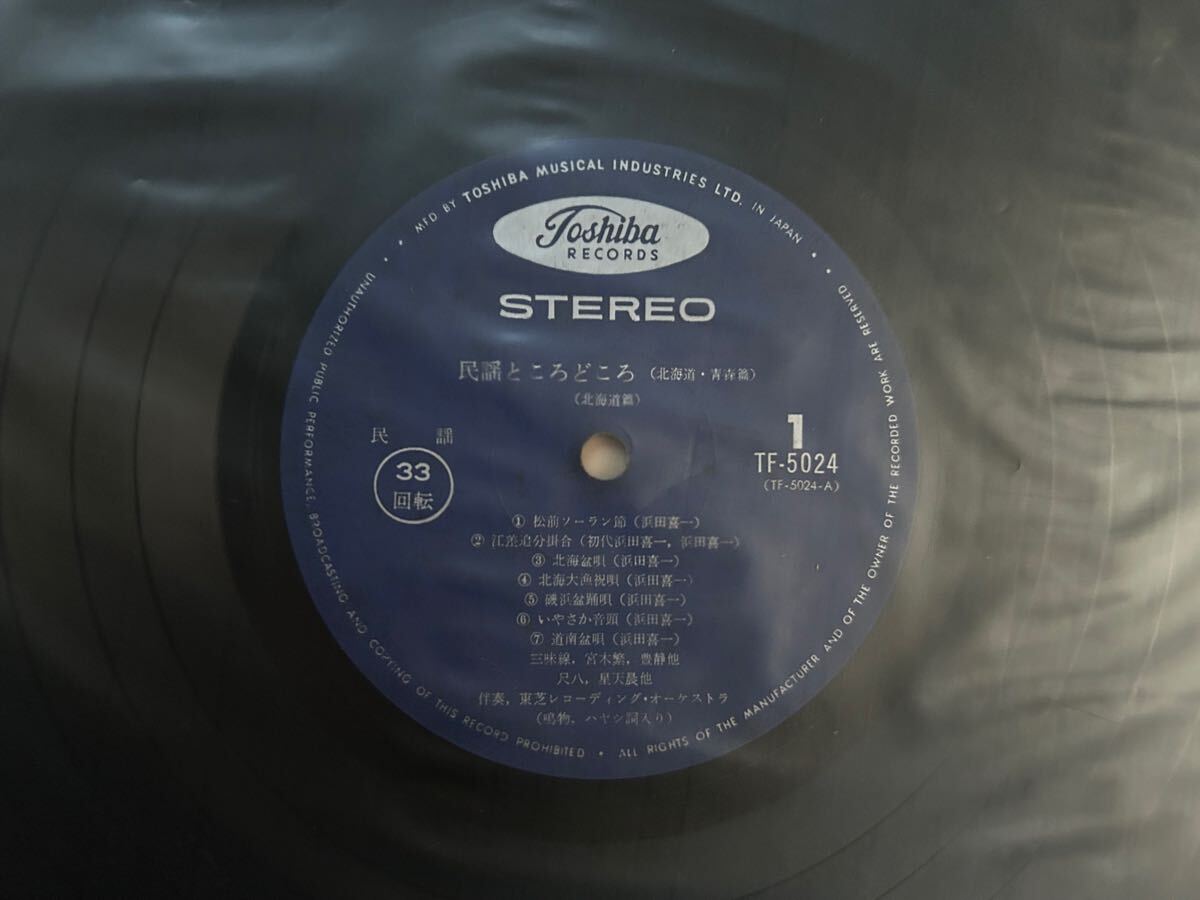 MFD BY TOSHIBA MUSICAL INDUSTRIES LTD. IN JAPAN
Toshiba
RECORDS
STEREO
民謡ところどころ (北海道・青森篇)
(北海道篇)
民謡
33
回転
1
TF-5024
(TF-5024-A)
① 松前ソーラン節 (浜田喜一)
② 江差追分掛合 (初代浜田喜一, 浜田喜一)
③ 北海盆唄 (浜田喜一)
④ 北海大漁祝唄 (浜田喜一)
⑤ 磯浜盆踊唄 (浜田喜一)
⑥ いやさか音頭 (浜田喜一)
⑦ 道南盆唄 (浜田喜一)
三味線, 宮本繁, 豊静他
尺八, 星天晨他
伴奏, 東芝レコーディング・オーケストラ
(鳴物、ハヤシ詞入り)
UNAUTHORIZED PUBLIC PERFORMANCE, BROADCASTING AND COPYING OF THIS RECORD PROHIBITED • ALL RIGHTS OF THE MANUFACTURER AND OF THE OWNER OF THE RECORDED WORK ARE RESERVED